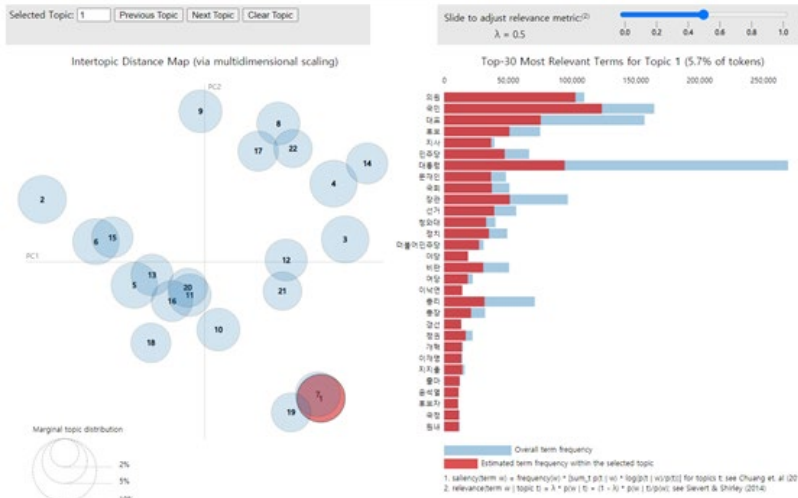 Selected Topic: 1 Previous Topic Next Topic Clear Topic
Slide to adjust relevance metric:(2)
λ = 0.5
0.0 0.2 0.4 0.6 0.8 1.0
Intertopic Distance Map (via multidimensional scaling)
PC2
PC1
9
8
17
22
14
4
2
3
6
15
12
13
5
20
11
16
21
10
18
7
1
19
Marginal topic distribution
2%
5%
10%
Top-30 Most Relevant Terms for Topic 1 (5.7% of tokens)
0 50,000 100,000 150,000 200,000 250,000
의원
국민
대표
후보
지사
민주당
대통령
문재인
국회
장관
선거
청와대
정치
더불어민주당
야당
비판
여당
이낙연
총리
총장
경선
정권
개혁
이재명
지지율
출마
윤석열
후보자
국정
원내
Overall term frequency
Estimated term frequency within the selected topic
1. saliency(term w) = frequency(w) * [sum_t p(t | w) * log(p(t | w)/p(t))] for topics t; see Chuang et. al (20
2. relevance(term w | topic t) = λ * p(w | t) + (1 - λ) * p(w | t)/p(w); see Sievert & Shirley (2014)